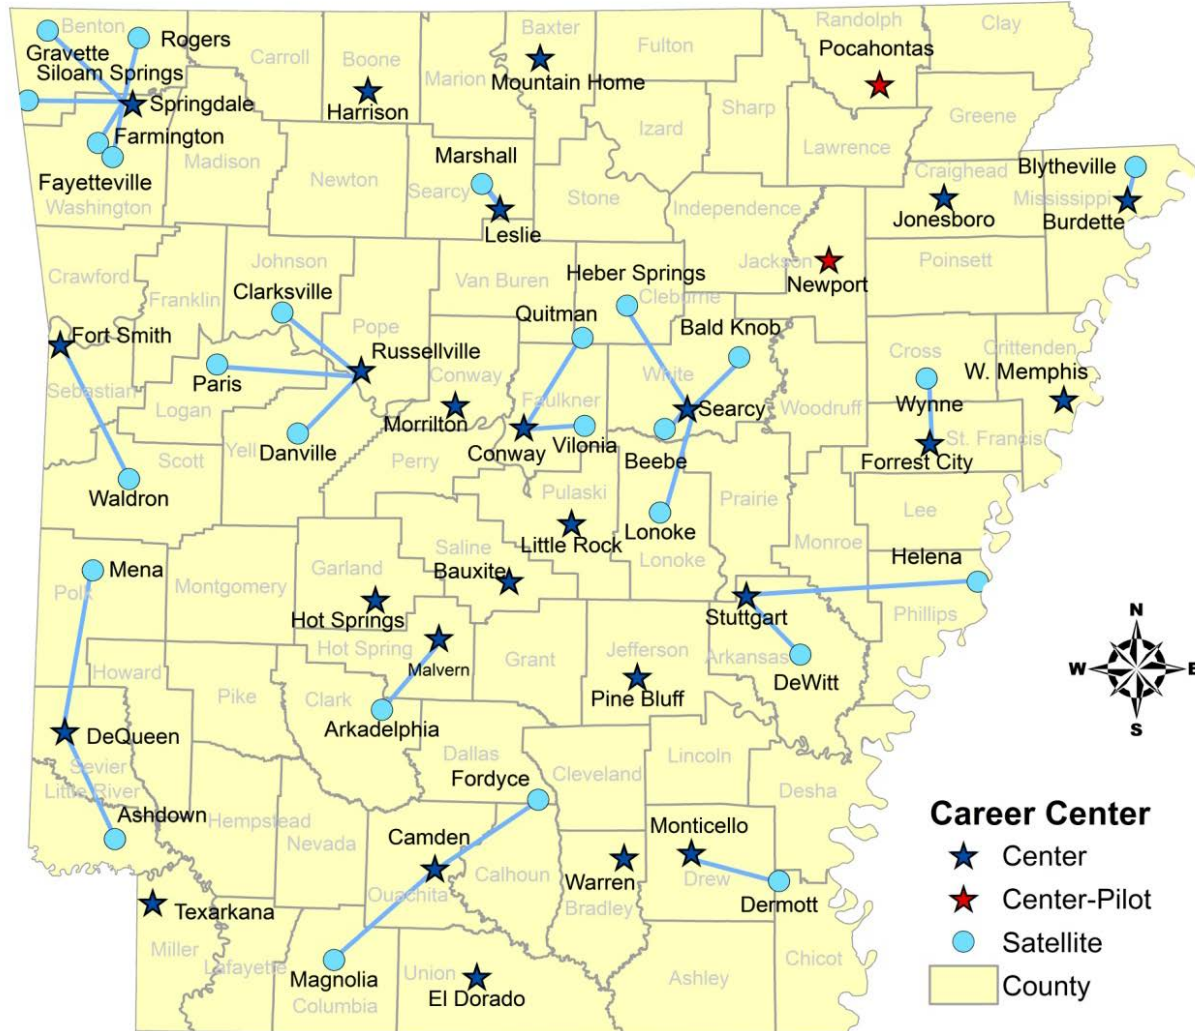 Benton
Gravette
Rogers
Siloam Springs
Springdale
Farmington
Fayetteville
Washington
Carroll
Madison
Boone
Harrison
Marion
Baxter
Mountain Home
Fulton
Randolph
Pocahontas
Clay
Sharp
Izard
Greene
Lawrence
Newton
Marshall
Searcy
Leslie
Stone
Independence
Craighead
Jonesboro
Blytheville
Mississippi
Burdette
Crawford
Franklin
Johnson
Clarksville
Van Buren
Heber Springs
Cleburne
Jackson
Newport
Poinsett
Quitman
Bald Knob
Fort Smith
Pope
Russellville
Sebastian
Paris
Logan
Conway
Morrilton
Faulkner
White
Searcy
Woodruff
Cross
Crittenden
W. Memphis
Wynne
St. Francis
Forrest City
Scott
Yell
Danville
Perry
Conway
Vilonia
Beebe
Waldron
Pulaski
Little Rock
Lonoke
Lonoke
Prairie
Lee
Monroe
Helena
Phillips
Mena
Polk
Montgomery
Garland
Hot Springs
Saline
Bauxite
Stuttgart
Hot Spring
Malvern
Grant
Jefferson
Pine Bluff
Arkansas
DeWitt
Howard
Pike
Clark
Arkadelphia
N
W
E
S
DeQueen
Sevier
Little River
Ashdown
Dallas
Fordyce
Cleveland
Lincoln
Desha
Hempstead
Nevada
Camden
Ouachita
Calhoun
Warren
Bradley
Monticello
Drew
Dermott
Texarkana
Miller
Lafayette
Magnolia
Columbia
Union
El Dorado
Ashley
Chicot
Career Center
Center
Center-Pilot
Satellite
County